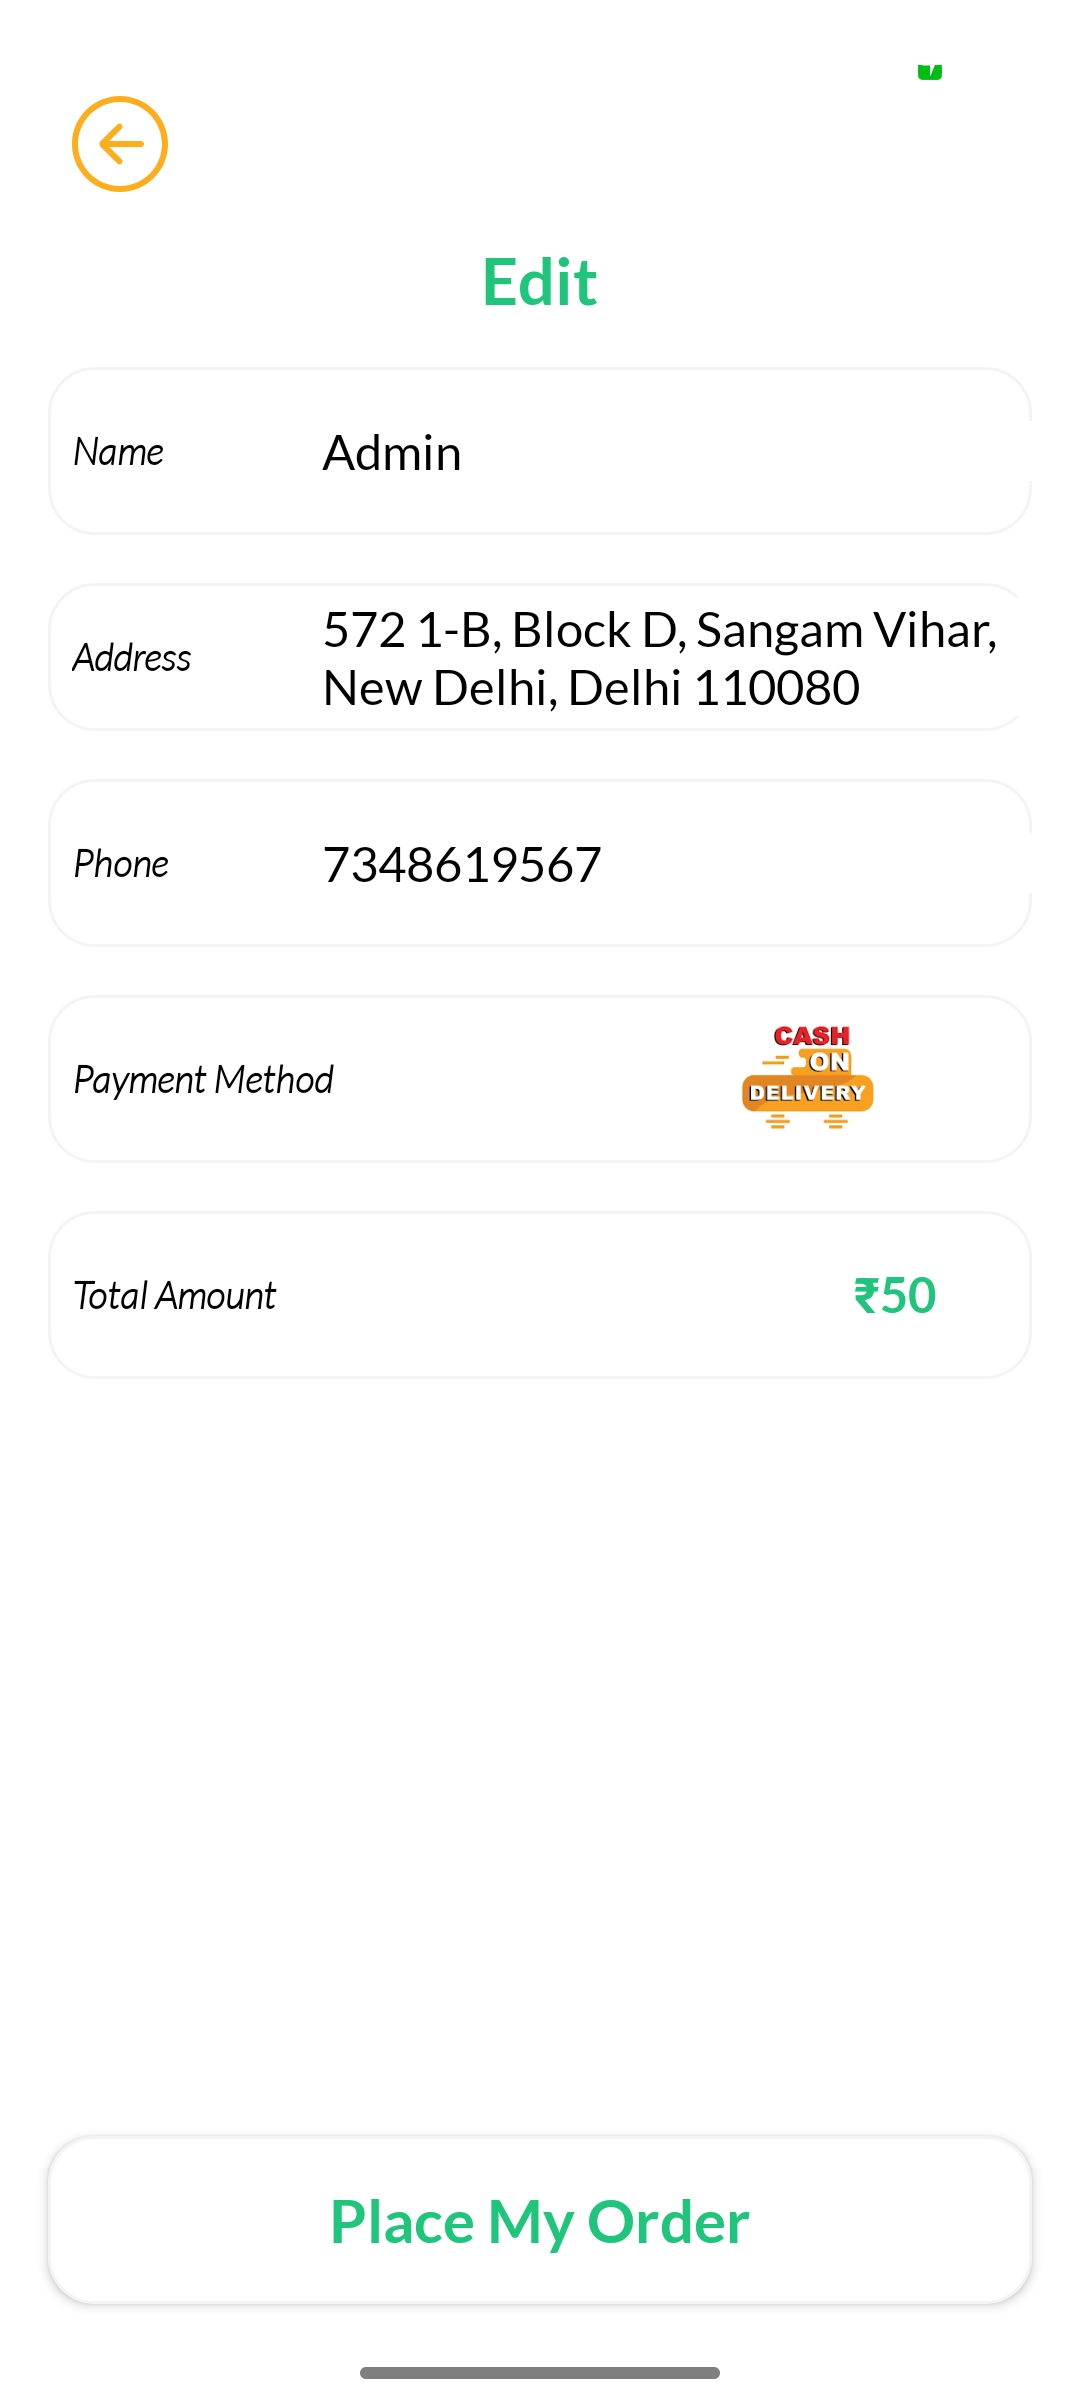 Edit
Name
Admin
Address
572 1-B, Block D, Sangam Vihar,
New Delhi, Delhi 110080
Phone
7348619567
Payment Method
CASH
ON
DELIVERY
Total Amount
₹50
Place My Order